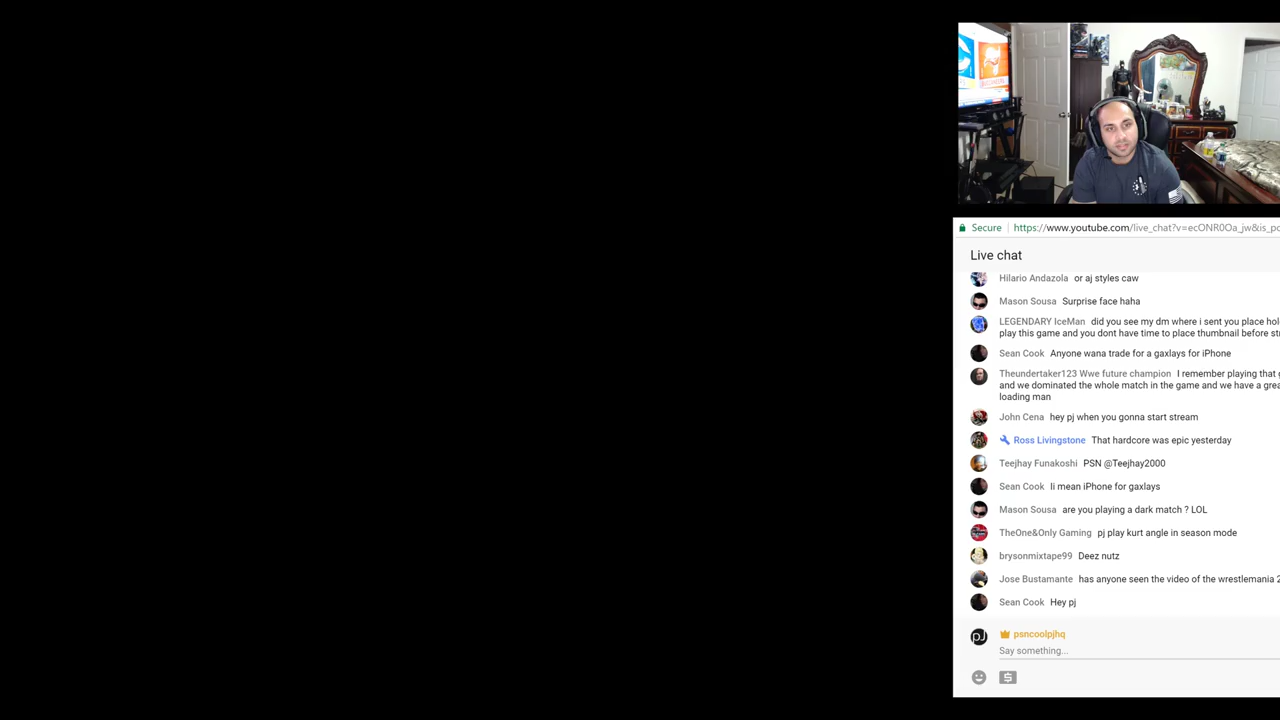 Secure https://www.youtube.com/live_chat?v=ecONR0Oa_jw&is_po
Live chat
Hilario Andazola or aj styles caw
Mason Sousa Surprise face haha
LEGENDARY IceMan did you see my dm where i sent you place hol
play this game and you dont have time to place thumbnail before str
Sean Cook Anyone wana trade for a gaxlays for iPhone
Theundertaker123 Wwe future champion I remember playing that g
and we dominated the whole match in the game and we have a grea
loading man
John Cena hey pj when you gonna start stream
Ross Livingstone That hardcore was epic yesterday
Teejhay Funakoshi PSN @Teejhay2000
Sean Cook Ii mean iPhone for gaxlays
Mason Sousa are you playing a dark match ? LOL
TheOne&Only Gaming pj play kurt angle in season mode
brysonmixtape99 Deez nutz
Jose Bustamante has anyone seen the video of the wrestlemania 2
Sean Cook Hey pj
pJ psncoolpjhq
Say something...
$